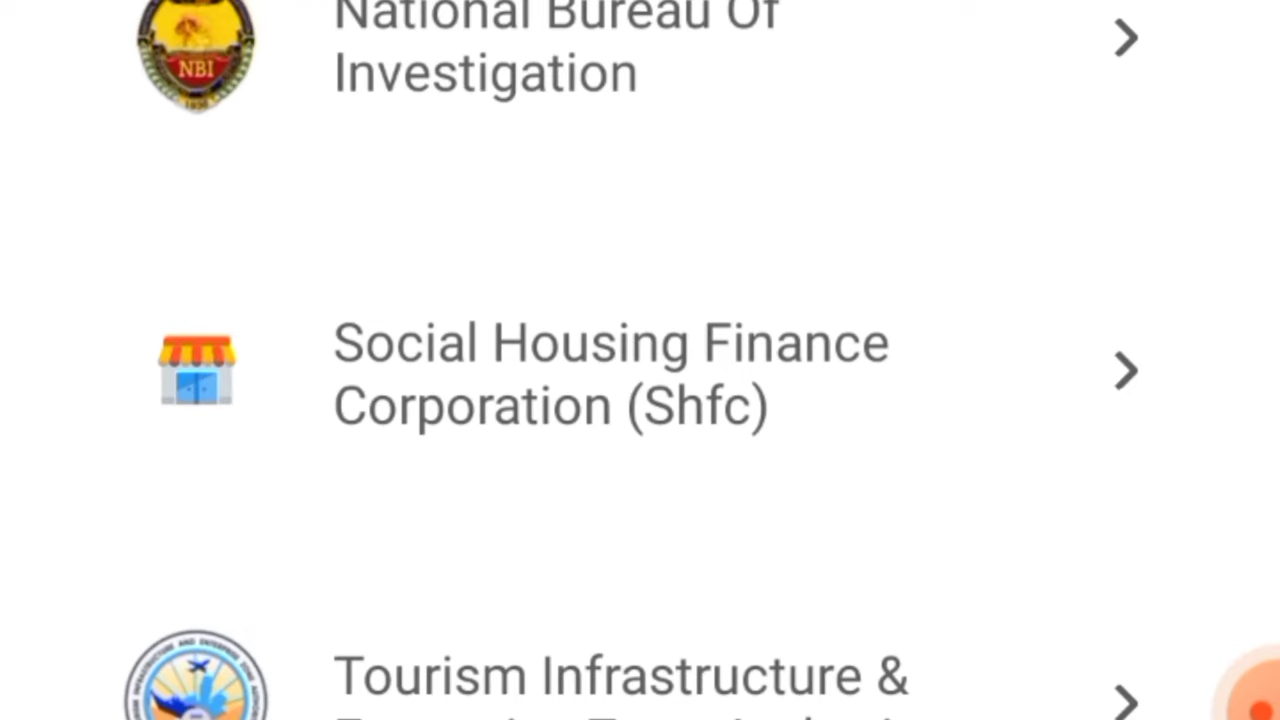 National Bureau Of
Investigation
NBI
Social Housing Finance
Corporation (Shfc)
Tourism Infrastructure &